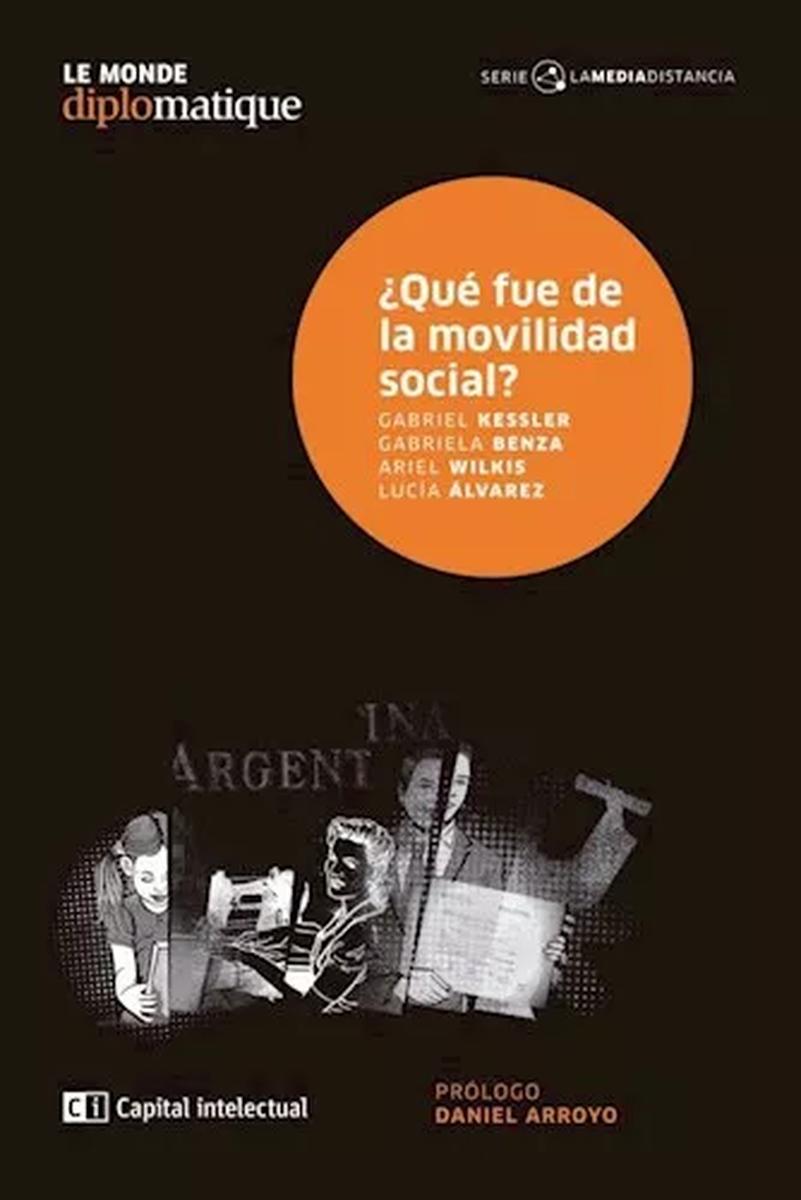 LE MONDE
diplomatique
SERIE LAMEDIADISTANCIA
¿Qué fue de
la movilidad
social?
GABRIEL KESSLER
GABRIELA BENZA
ARIEL WILKIS
LUCÍA ÁLVAREZ
INA
ARGENT
Ci Capital intelectual
PRÓLOGO
DANIEL ARROYO